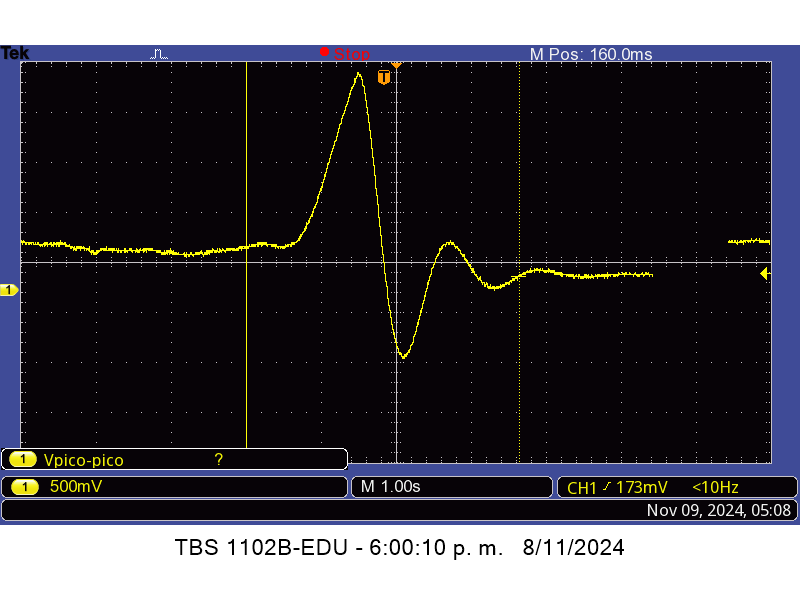 Tek Stop M Pos: 160.0ms
T
1
1 Vpico-pico ?
1 500mV M 1.00s CH1 173mV <10Hz
Nov 09, 2024, 05:08
TBS 1102B-EDU - 6:00:10 p. m. 8/11/2024